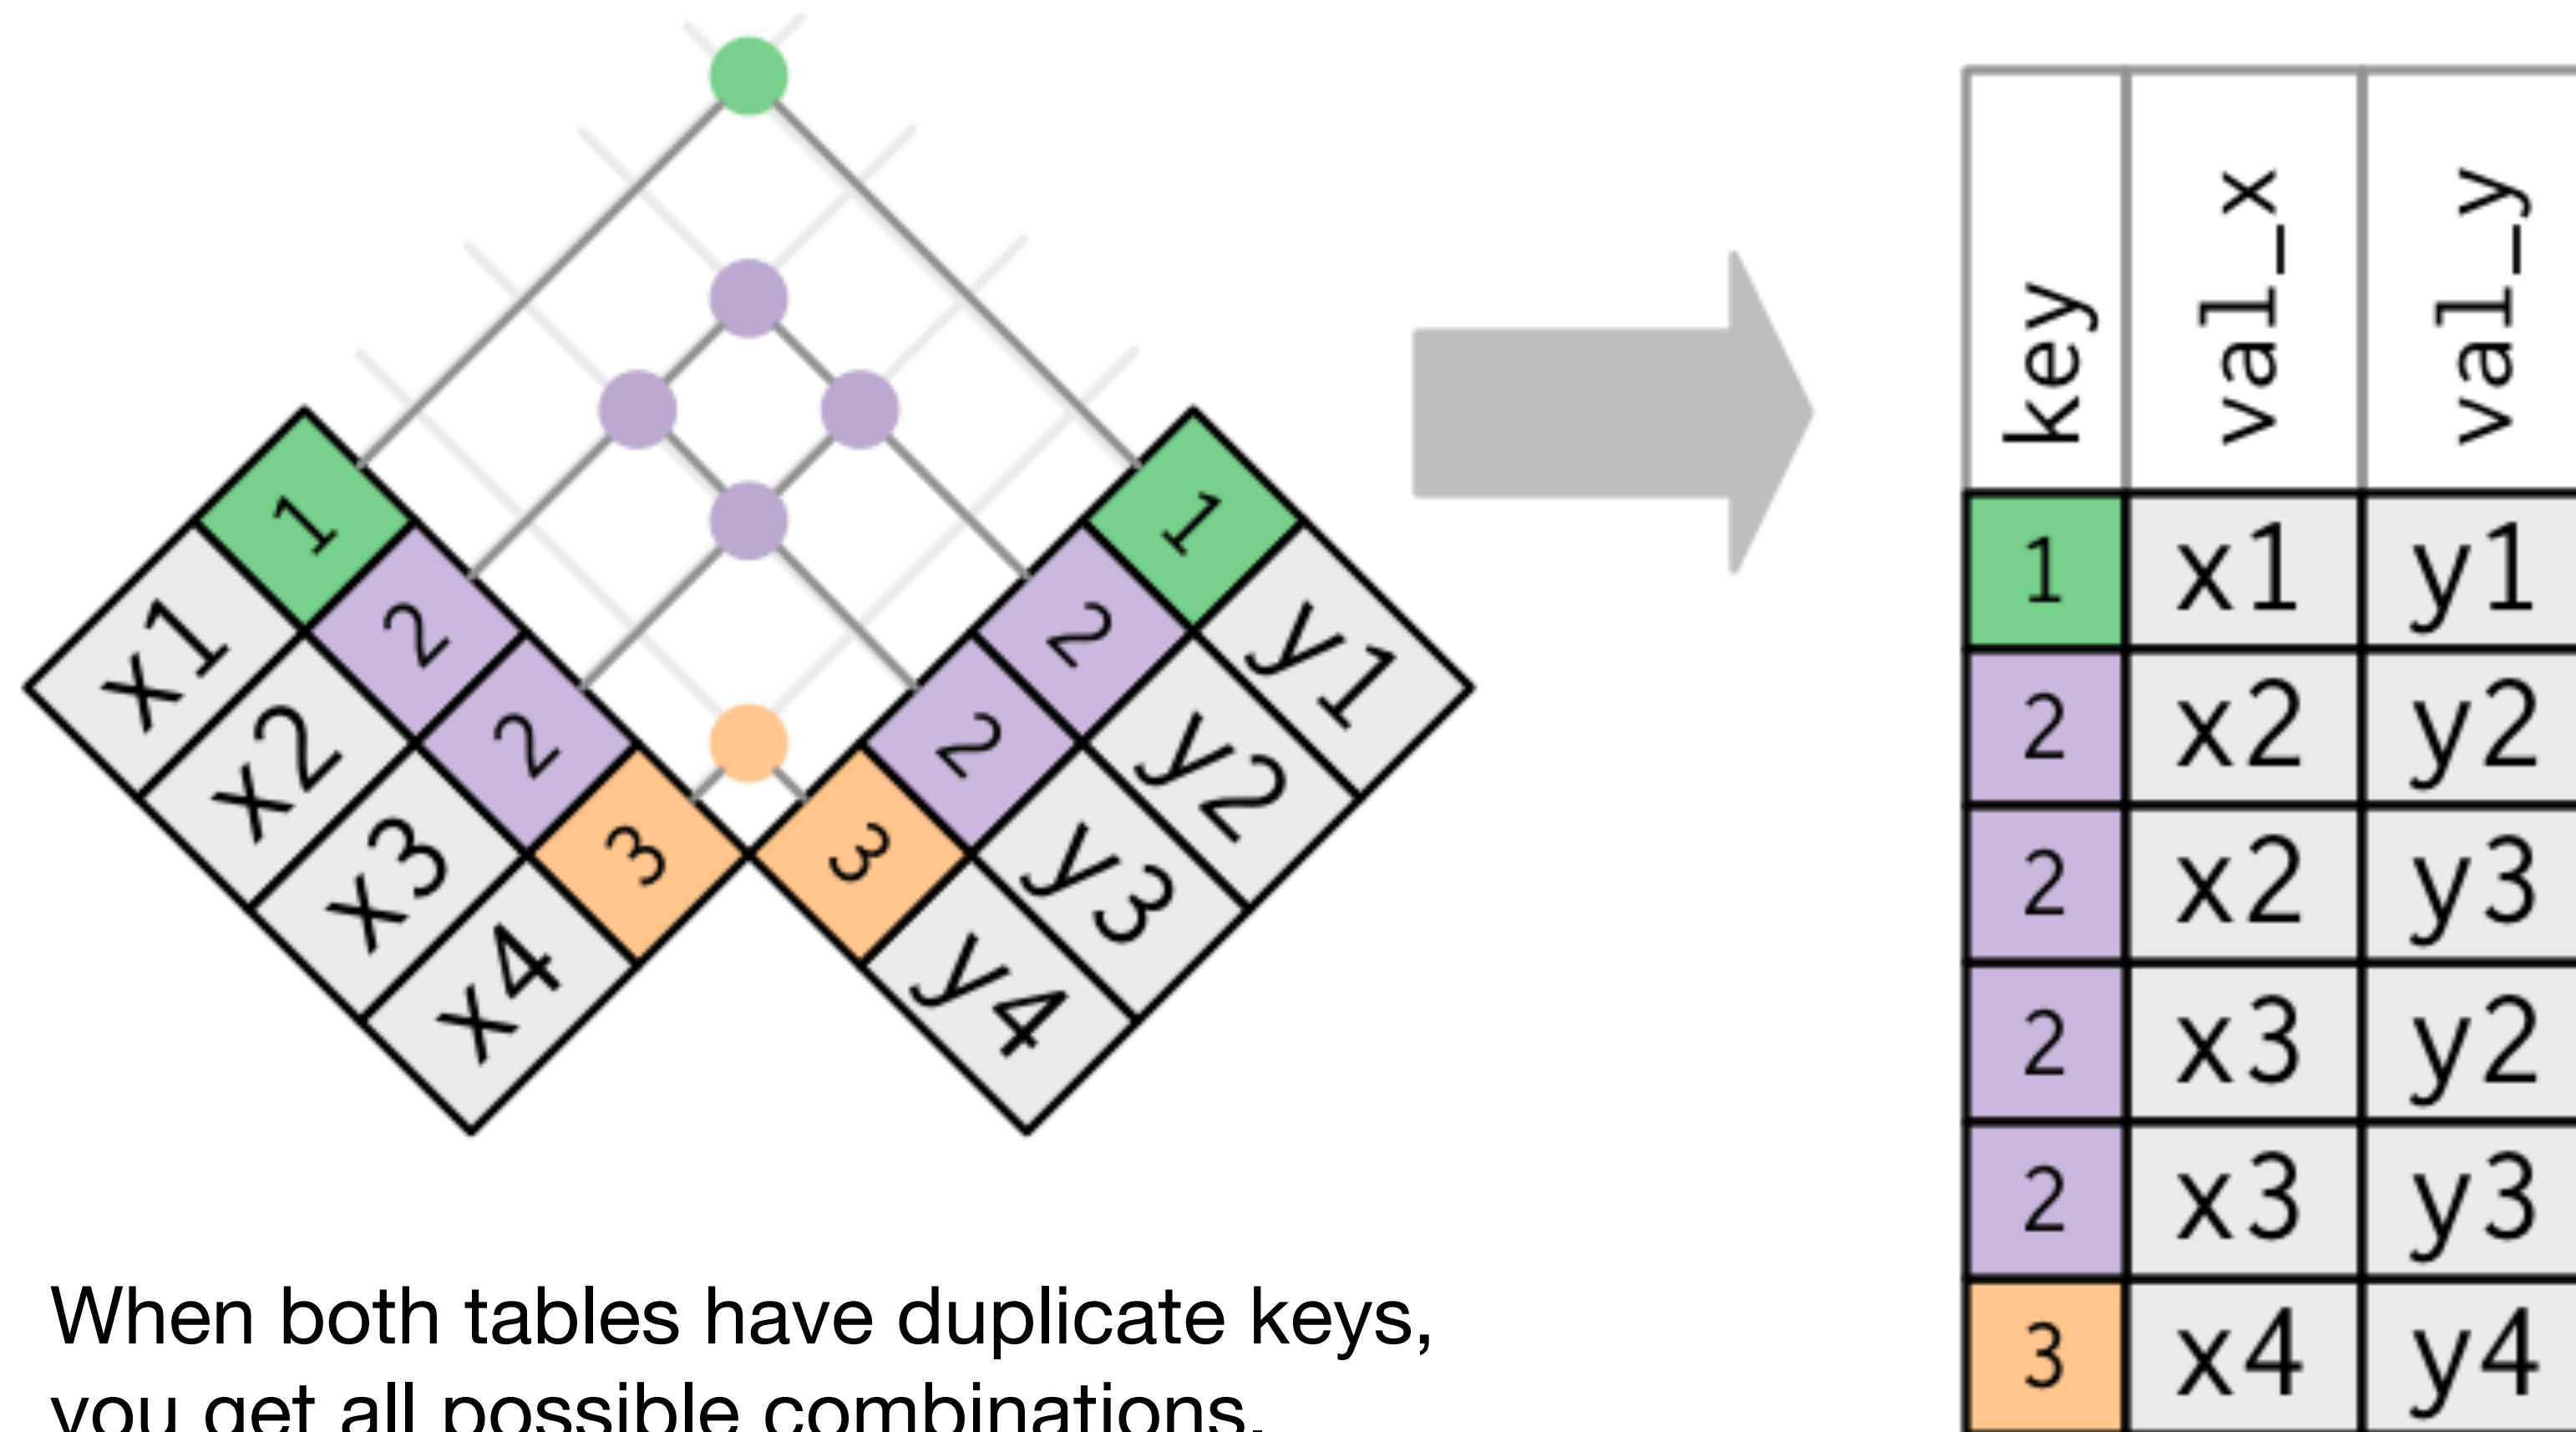 1
x1
2
x2
2
x3
3
x4
1
y1
2
y2
2
y3
3
y4
key val_x val_y
1 x1 y1
2 x2 y2
2 x2 y3
2 x3 y2
2 x3 y3
3 x4 y4
When both tables have duplicate keys,
you get all possible combinations.